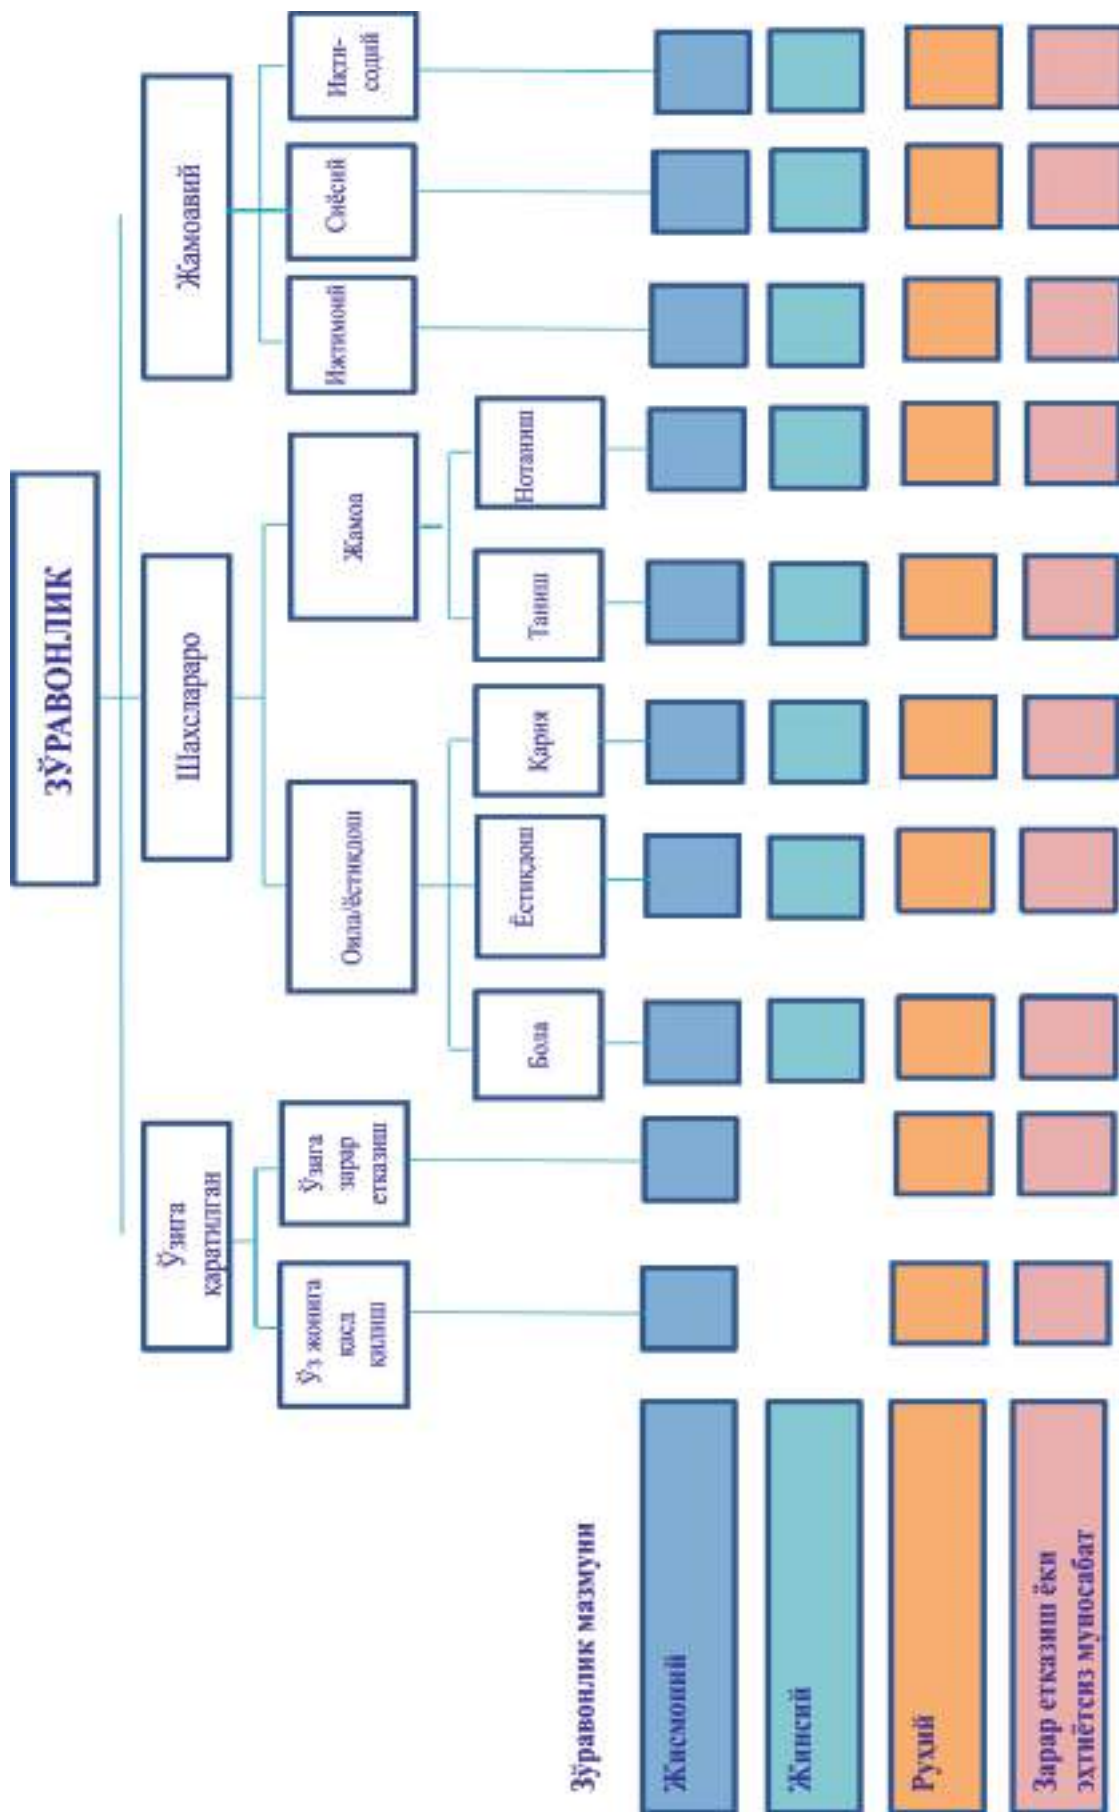 ЗЎРАВОНЛИК
Ўзига
қаратилган
Шахслараро
Жамоавий
Ўз жонига
қасд
қилиш
Ўзига
зарар
етказиш
Оила/ёстиқдош
Жамоа
Ижтимоий
Сиёсий
Иқти-
содий
Бола
Ёстиқдош
Қария
Таниш
Нотаниш
Зўравонлик мазмуни
Жисмоний
Жинсий
Руҳий
Зарар етказиш ёки
эхтиётсиз муносабат